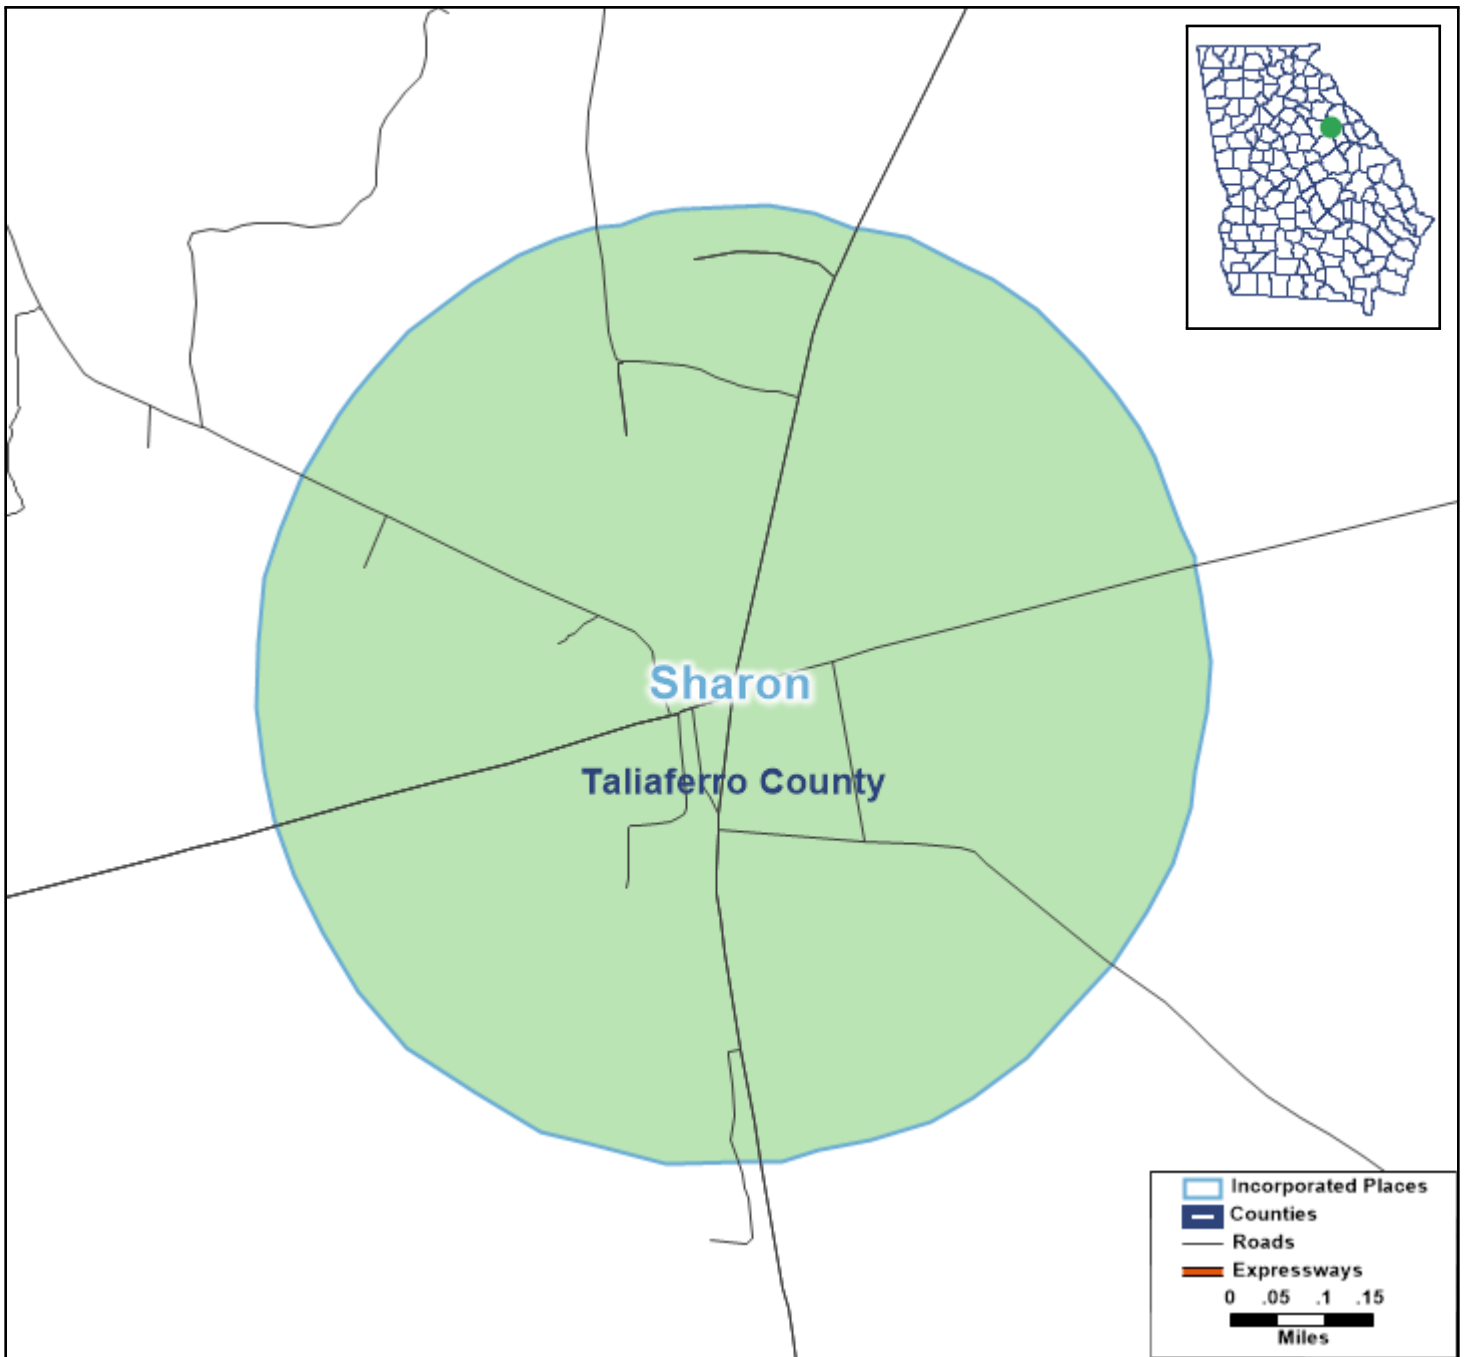 Sharon
Taliaferro County
Incorporated Places
Counties
Roads
Expressways
0 .05 .1 .15
Miles